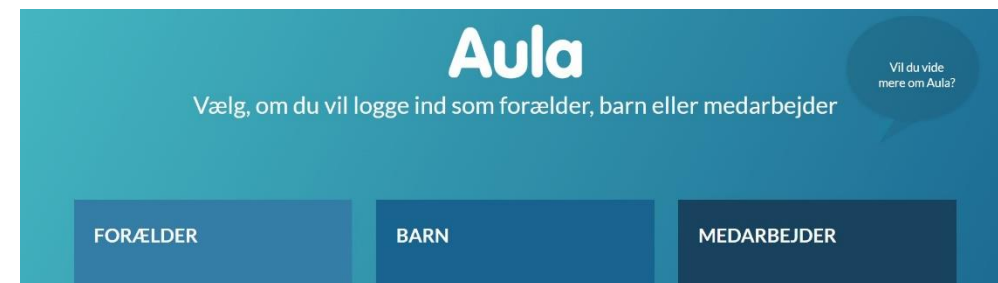 Aula
Vælg, om du vil logge ind som forælder, barn eller medarbejder
Vil du vide
mere om Aula?
FORÆLDER
BARN
MEDARBEJDER